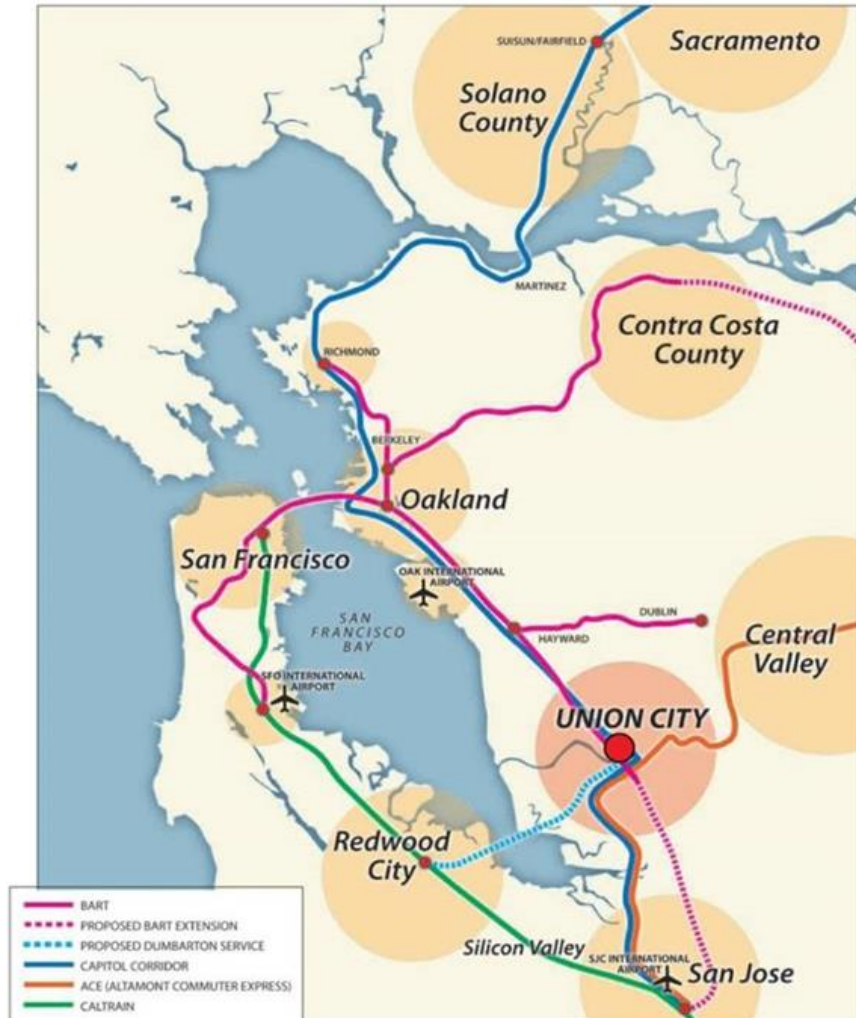 SUISUN/FAIRFIELD
Sacramento
Solano
County
MARTINEZ
Contra Costa
County
RICHMOND
BERKELEY
Oakland
San Francisco
OAK INTERNATIONAL
AIRPORT
SAN
FRANCISCO
BAY
HAYWARD
DUBLIN
Central
Valley
SFO INTERNATIONAL
AIRPORT
UNION CITY
Redwood
City
Silicon Valley
SJC INTERNATIONAL
AIRPORT
San Jose
BART
PROPOSED BART EXTENSION
PROPOSED DUMBARTON SERVICE
CAPITOL CORRIDOR
ACE (ALTAMONT COMMUTER EXPRESS)
CALTRAIN